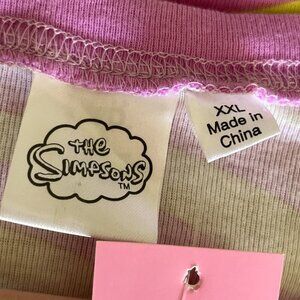 THE
SIMPSONS
TM
XXL
Made in
China